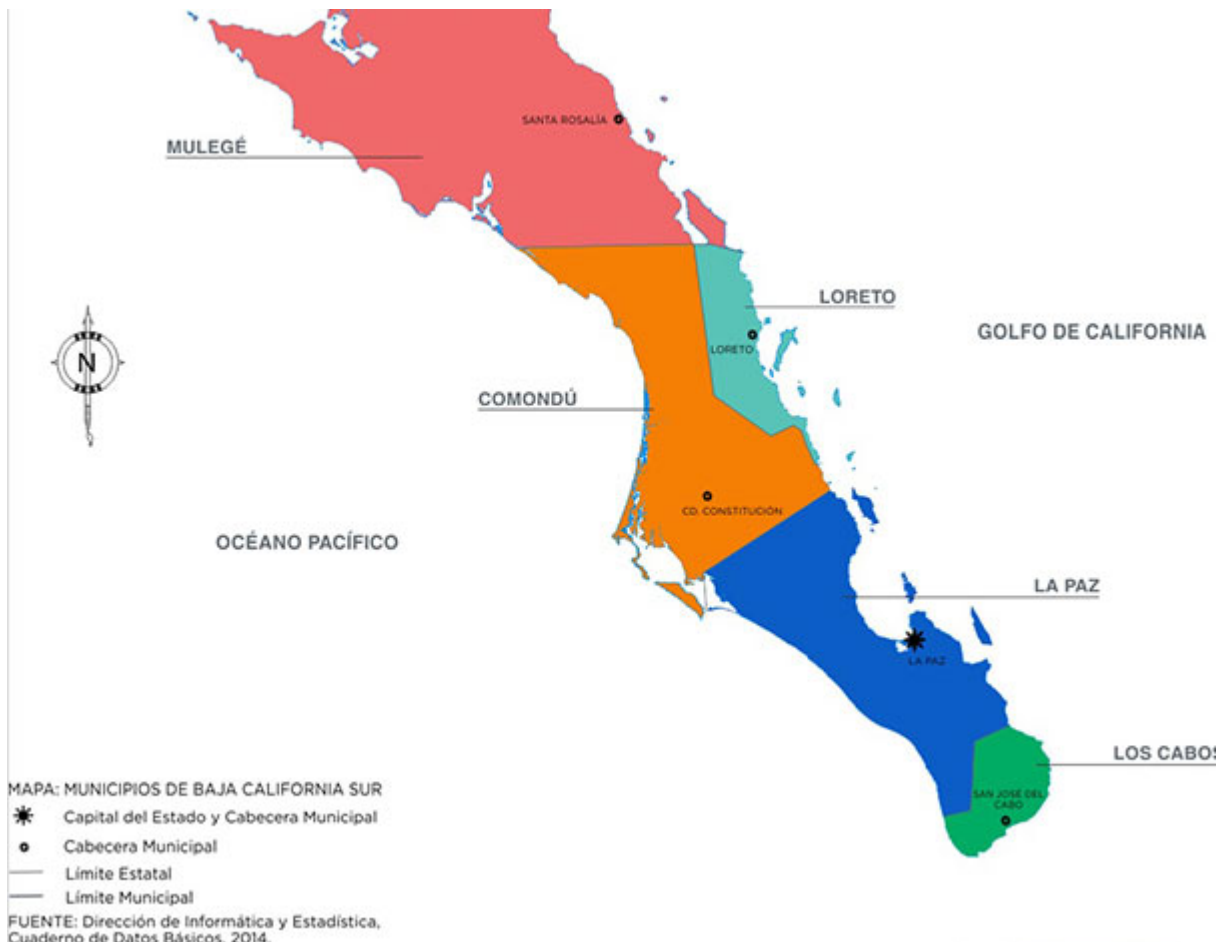 SANTA ROSALÍA
MULEGÉ
LORETO
GOLFO DE CALIFORNIA
LORETO
N
COMONDÚ
CD. CONSTITUCIÓN
OCÉANO PACÍFICO
LA PAZ
LA PAZ
LOS CABOS
MAPA: MUNICIPIOS DE BAJA CALIFORNIA SUR
SAN JOSÉ DEL
CABO
Capital del Estado y Cabecera Municipal
Cabecera Municipal
Límite Estatal
Límite Municipal
FUENTE: Dirección de Informática y Estadística,
Cuaderno de Datos Básicos, 2014.